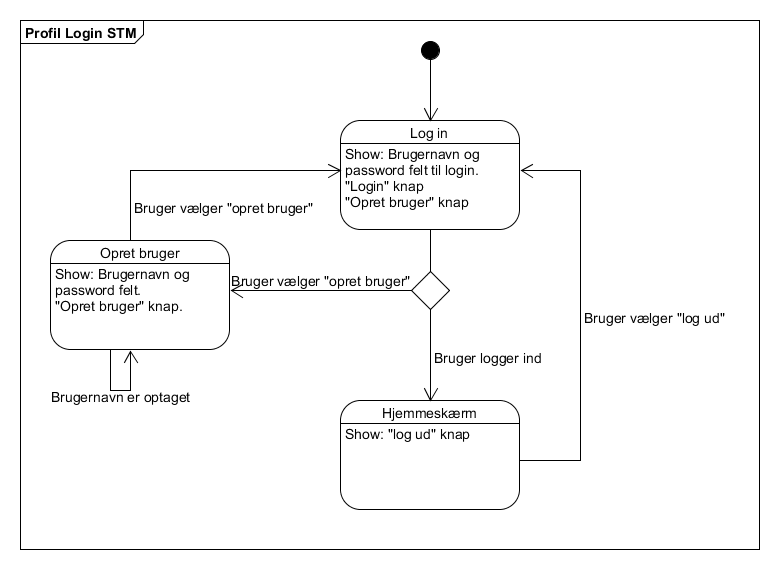 Profil Login STM
Log in
Show: Brugernavn og
password felt til login.
"Login" knap
"Opret bruger" knap
Bruger vælger "opret bruger"
Opret bruger
Show: Brugernavn og
password felt.
"Opret bruger" knap.
Bruger vælger "opret bruger"
Bruger vælger "log ud"
Bruger logger ind
Brugernavn er optaget
Hjemmeskærm
Show: "log ud" knap